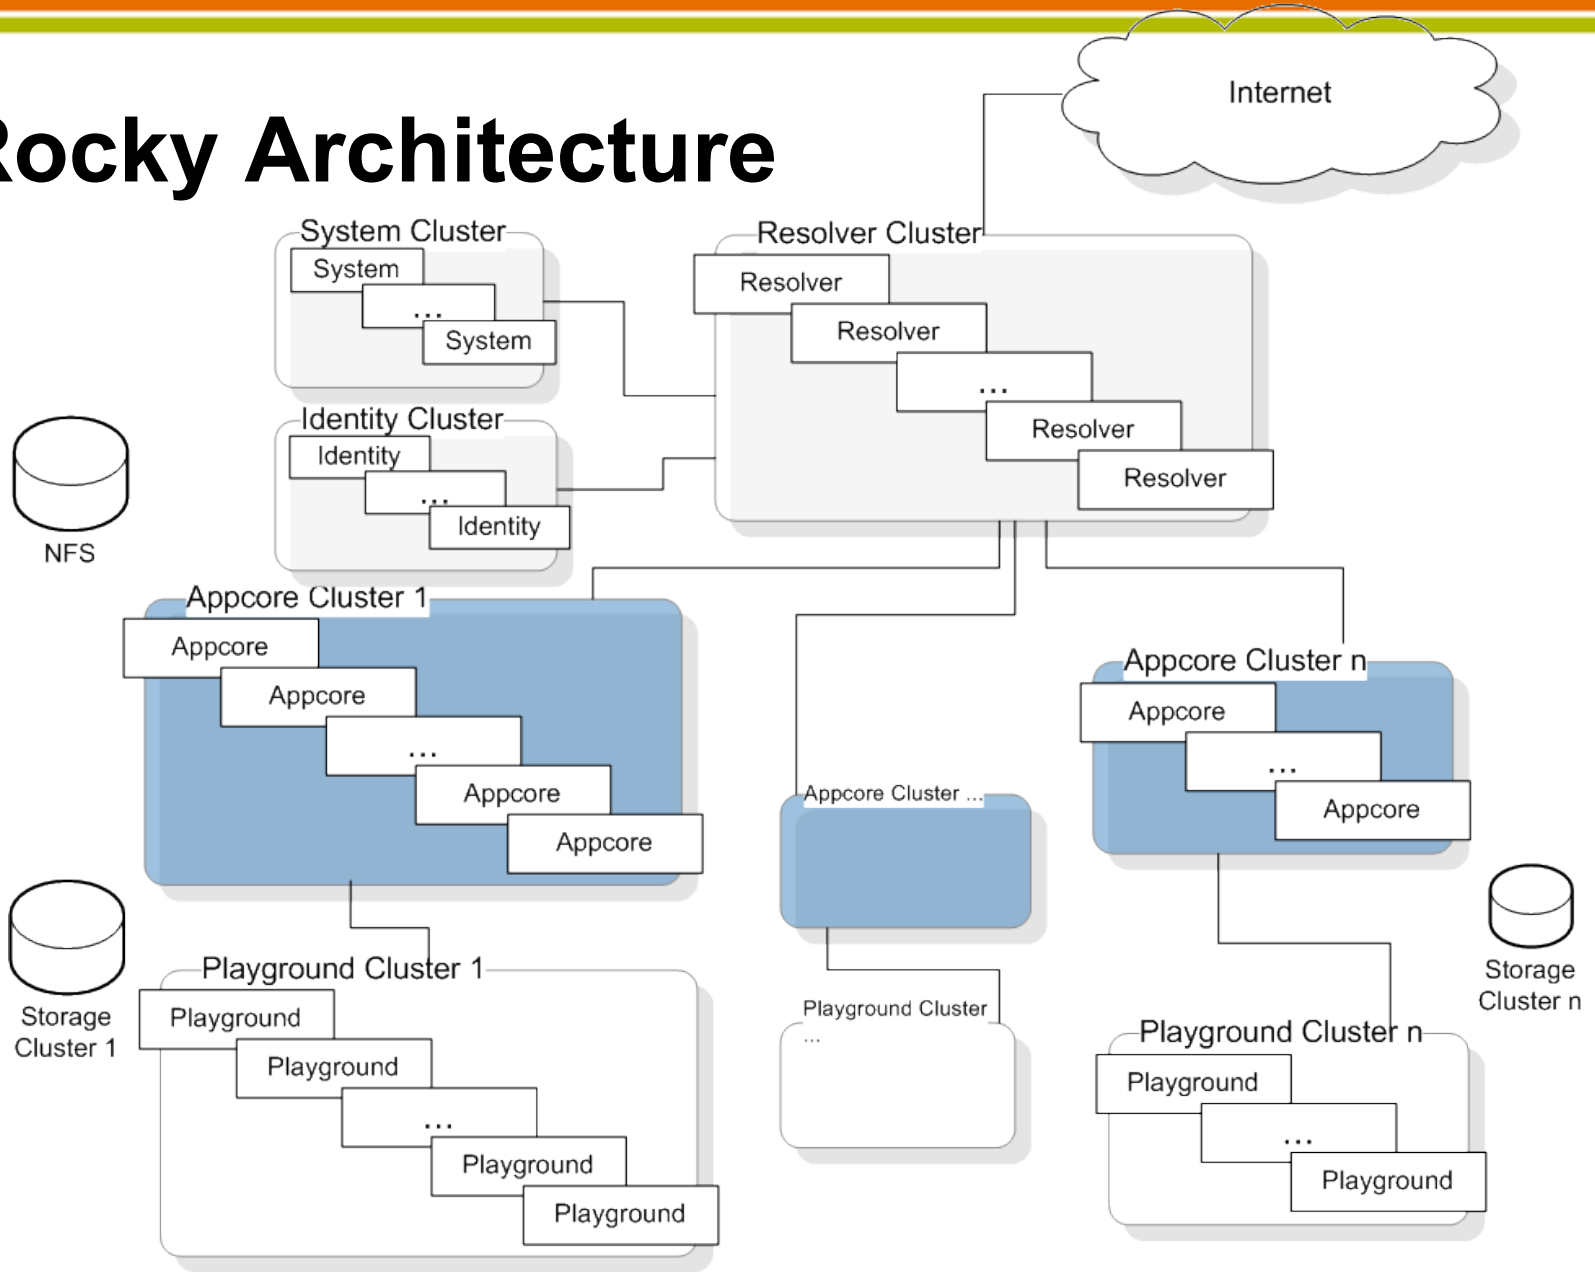 Internet
Rocky Architecture
System Cluster
System
...
System
Resolver Cluster
Resolver
Resolver
...
Resolver
Resolver
Identity Cluster
Identity
...
Identity
NFS
Appcore Cluster 1
Appcore
Appcore
...
Appcore
Appcore
Appcore Cluster ...
Appcore Cluster n
Appcore
...
Appcore
Storage
Cluster 1
Storage
Cluster n
Playground Cluster 1
Playground
Playground
...
Playground
Playground
Playground Cluster
...
Playground Cluster n
Playground
...
Playground